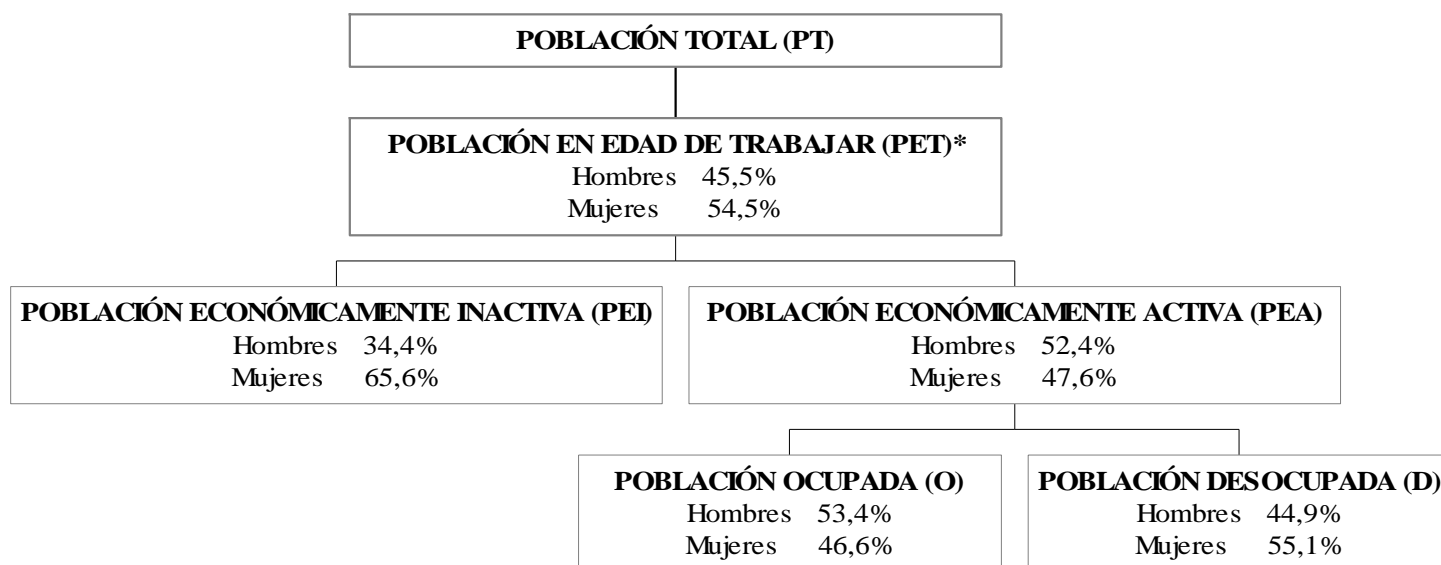 POBLACIÓN TOTAL (PT)
POBLACIÓN EN EDAD DE TRABAJAR (PET)*
Hombres 45,5%
Mujeres 54,5%
POBLACIÓN ECONÓMICAMENTE INACTIVA (PEI)
Hombres 34,4%
Mujeres 65,6%
POBLACIÓN ECONÓMICAMENTE ACTIVA (PEA)
Hombres 52,4%
Mujeres 47,6%
POBLACIÓN OCUPADA (O)
Hombres 53,4%
Mujeres 46,6%
POBLACIÓN DESOCUPADA (D)
Hombres 44,9%
Mujeres 55,1%